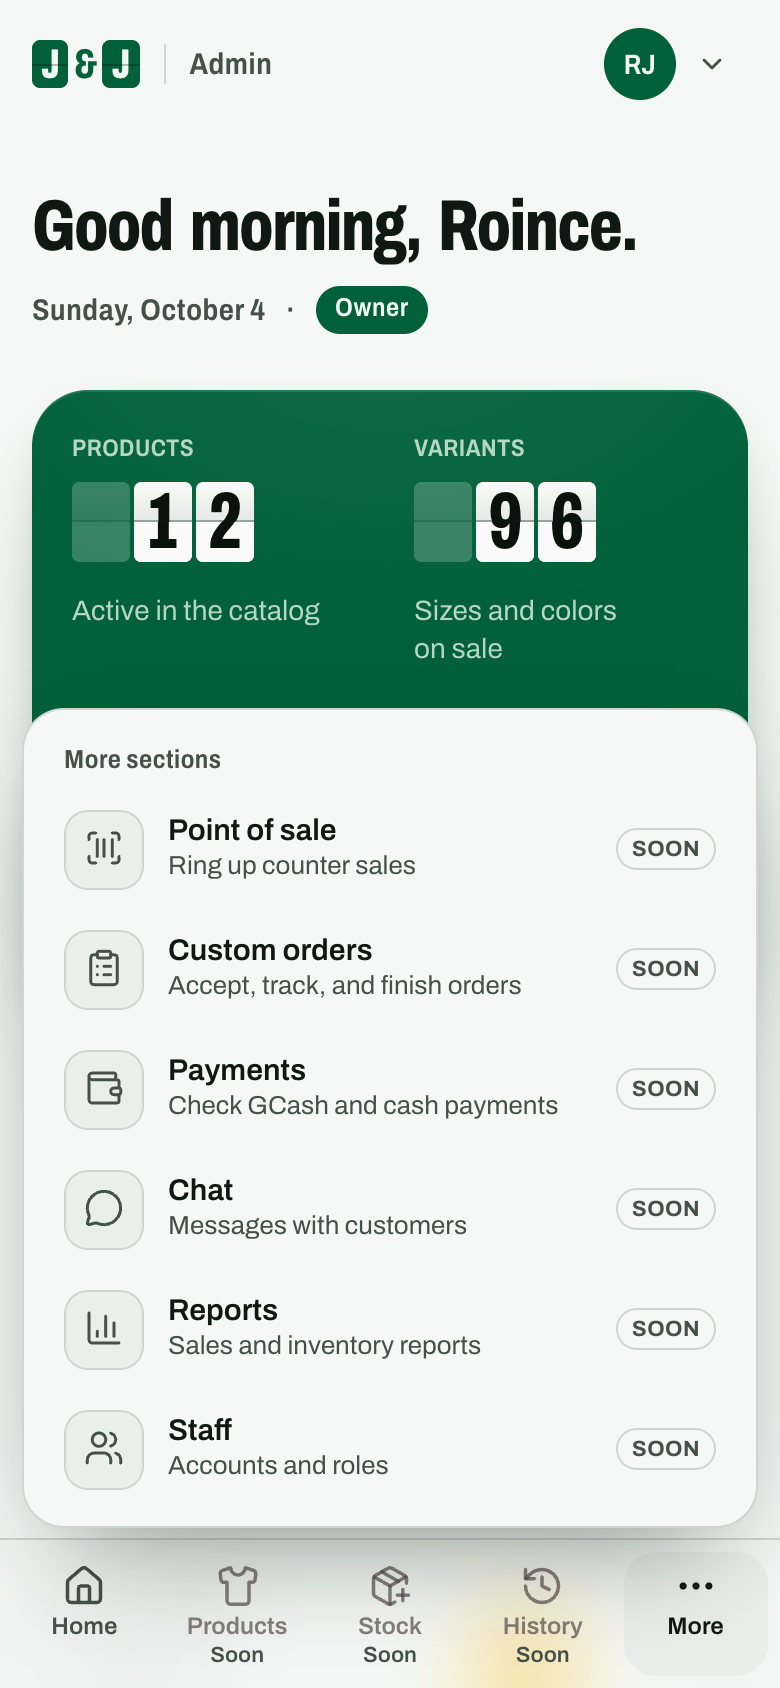 J & J Admin RJ
Good morning, Roince.
Sunday, October 4 · Owner
PRODUCTS
12
Active in the catalog
VARIANTS
96
Sizes and colors
on sale
More sections
Point of sale
Ring up counter sales
SOON
Custom orders
Accept, track, and finish orders
SOON
Payments
Check GCash and cash payments
SOON
Chat
Messages with customers
SOON
Reports
Sales and inventory reports
SOON
Staff
Accounts and roles
SOON
Home
Products
Soon
Stock
Soon
History
Soon
More